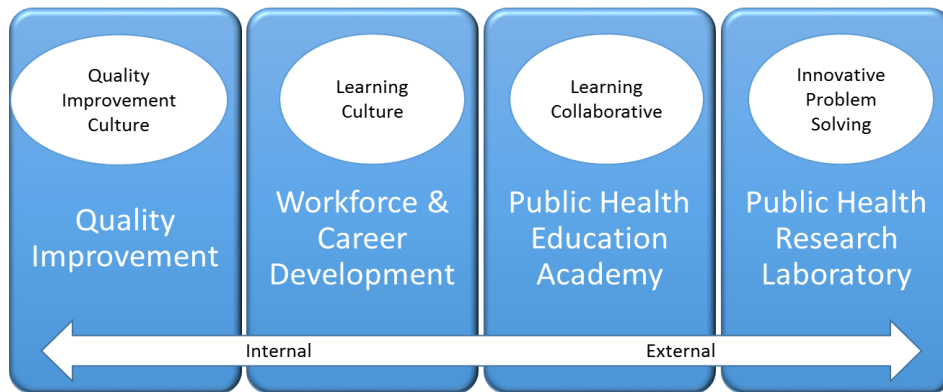 Quality
Improvement
Culture
Quality
Improvement
Learning
Culture
Workforce &
Career
Development
Learning
Collaborative
Public Health
Education
Academy
Innovative
Problem
Solving
Public Health
Research
Laboratory
Internal
External